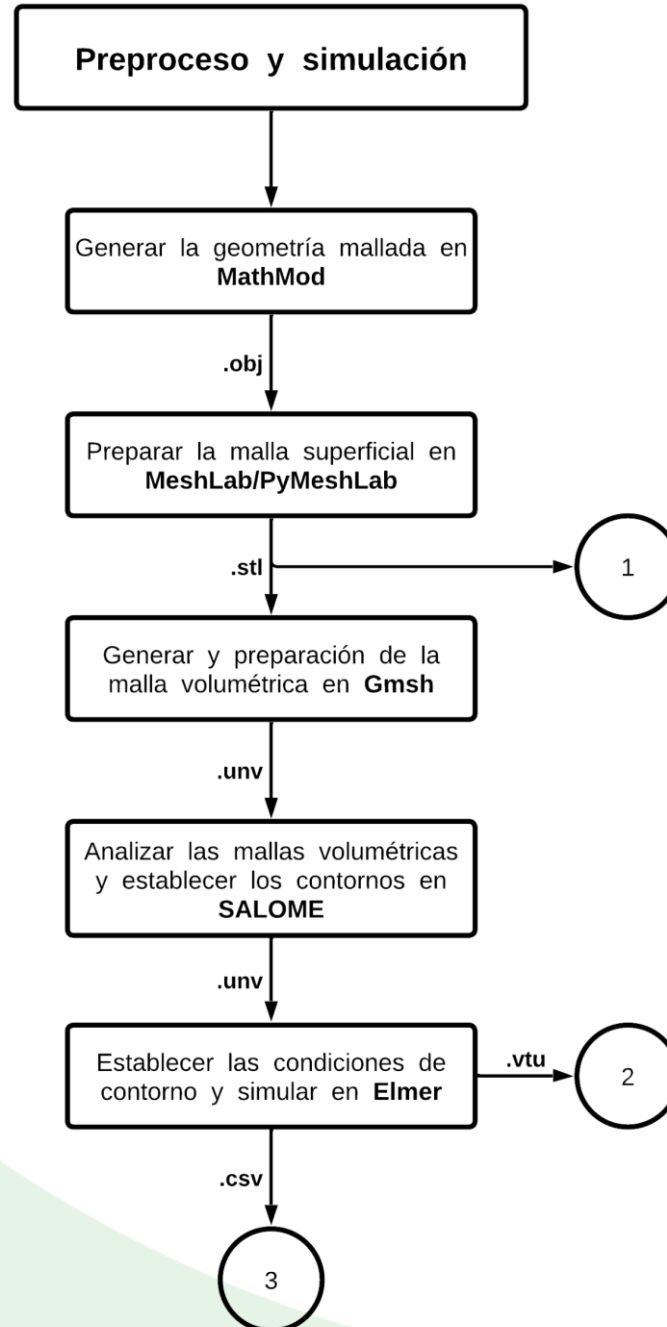 Preproceso y simulación
Generar la geometría mallada en
MathMod
.obj
Preparar la malla superficial en
MeshLab/PyMeshLab
.stl
1
Generar y preparación de la
malla volumétrica en Gmsh
.unv
Analizar las mallas volumétricas
y establecer los contornos en
SALOME
.unv
Establecer las condiciones de
contorno y simular en Elmer
.vtu
2
.csv
3